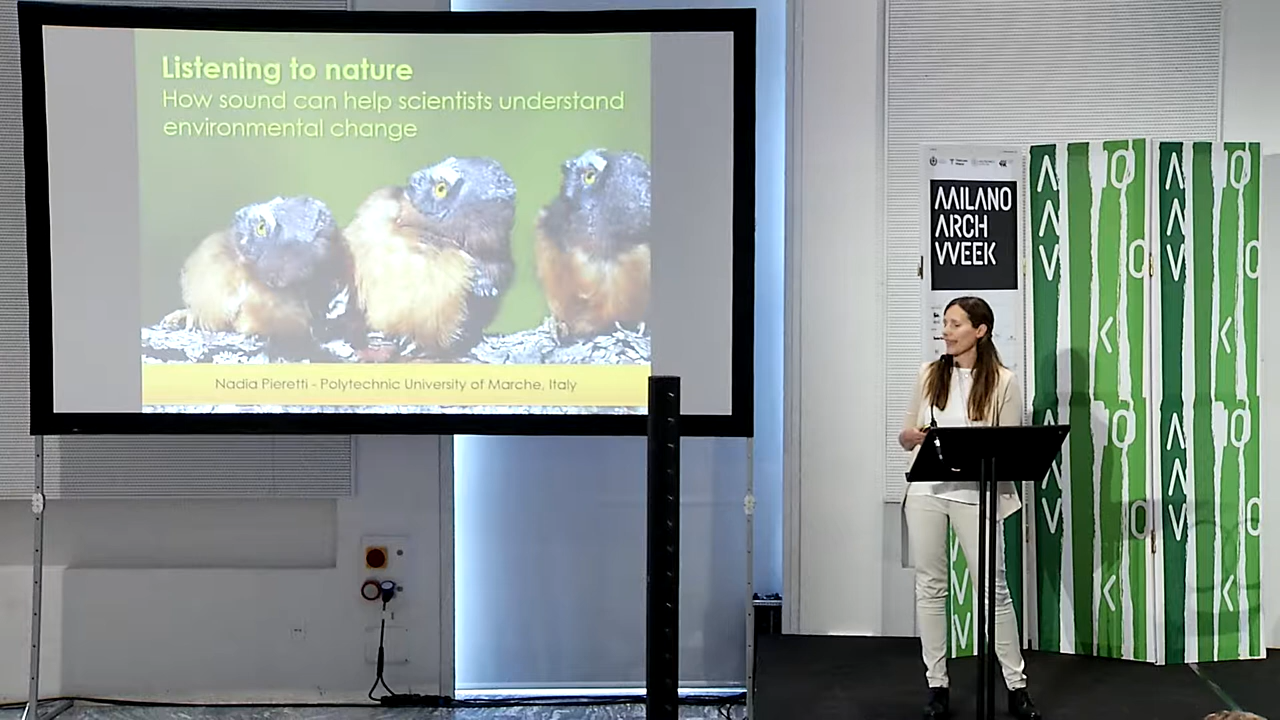 Listening to nature
How sound can help scientists understand
environmental change
Nadia Pieretti - Polytechnic University of Marche, Italy
MILANO
ARCH
WEEK